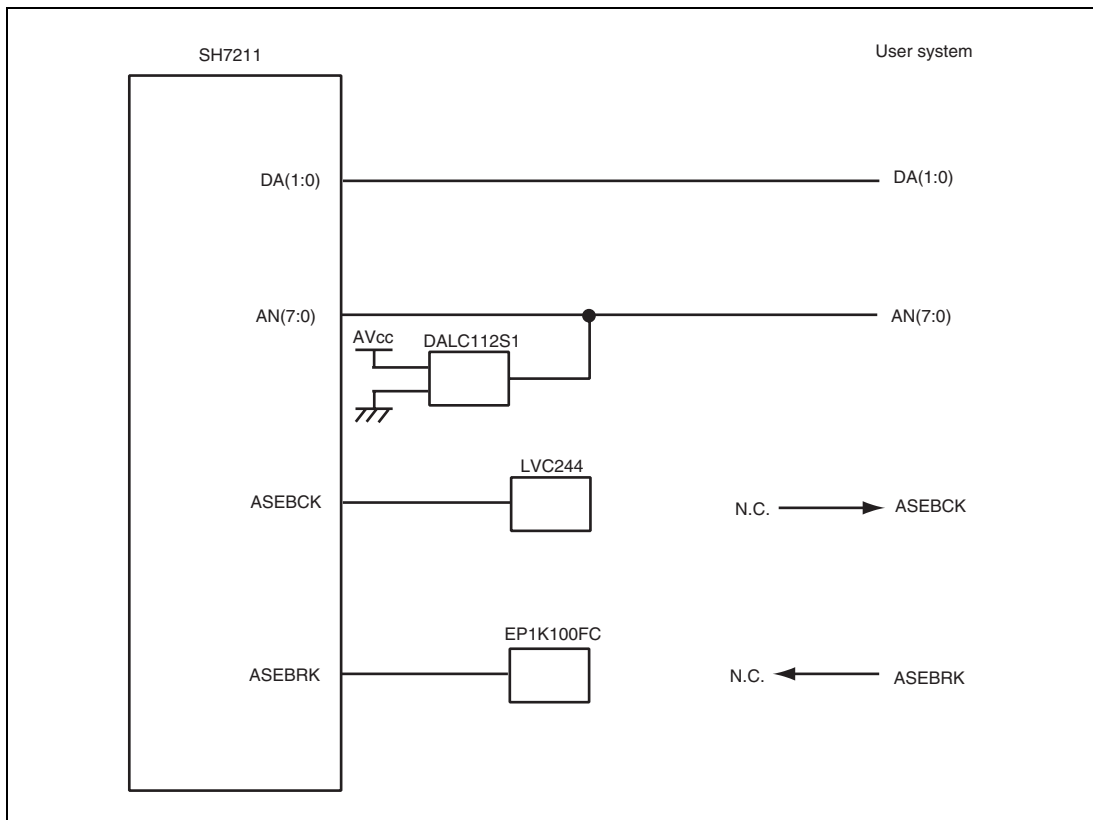 SH7211
User system
DA(1:0)
DA(1:0)
AN(7:0)
AN(7:0)
AVcc
DALC112S1
LVC244
ASEBCK
N.C.
ASEBCK
EP1K100FC
ASEBRK
N.C.
ASEBRK